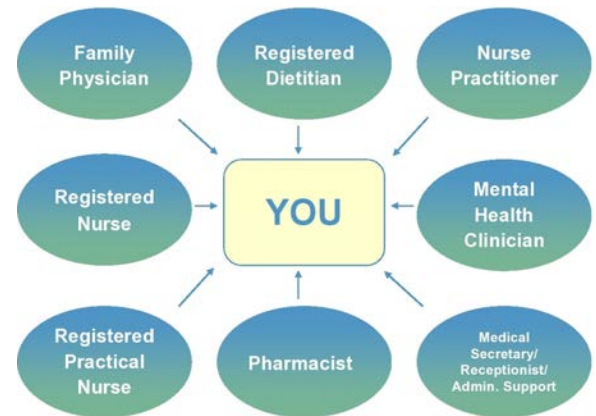 Family
Physician
Registered
Dietitian
Nurse
Practitioner
Registered
Nurse
YOU
Mental
Health
Clinician
Registered
Practical
Nurse
Pharmacist
Medical
Secretary/
Receptionist/
Admin. Support